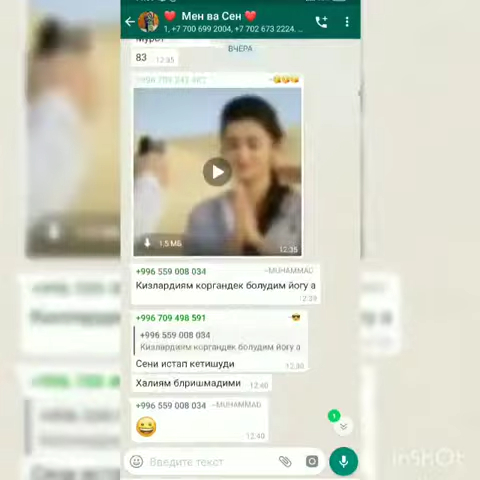 ❤️ Мен ва Сен ❤️
1, +7 700 699 2004, +7 702 673 2224, ...
ВЧЕРА
83 12:35
1,5 МБ
12:35
+996 559 008 034 ~MUHAMMAD
Кизлардиям коргандек болудим йогу а
12:39
+996 709 498 591 ~😎
+996 559 008 034
Кизлардиям коргандек болудим йогу а
Сени истап кетишуди 12:39
Халиям блришмадими 12:40
+996 559 008 034 ~MUHAMMAD
😀
12:40
1
Введите текст
InShOt